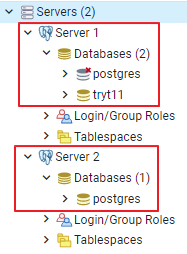 Servers (2)
Server 1
Databases (2)
postgres
tryt11
Login/Group Roles
Tablespaces
Server 2
Databases (1)
postgres
Login/Group Roles
Tablespaces